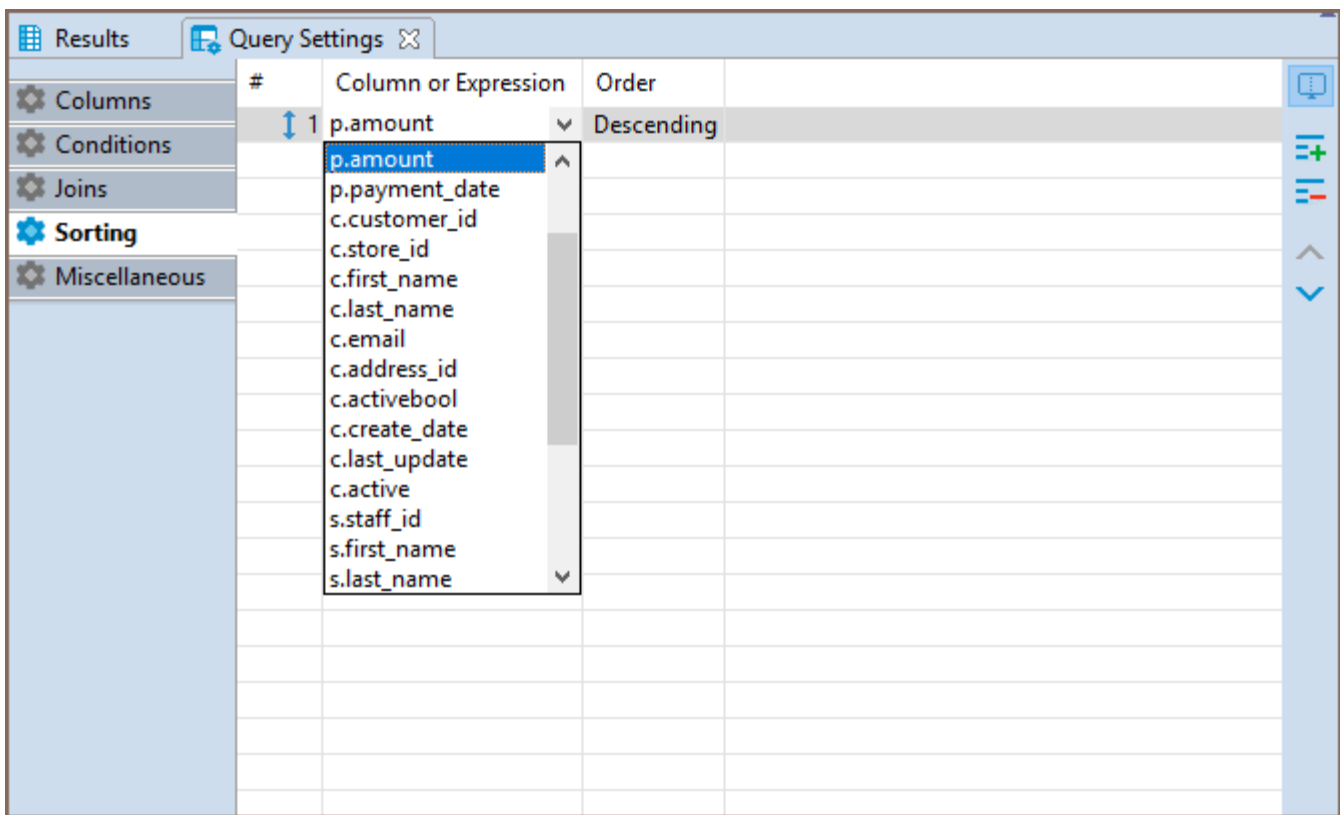 Results Query Settings
# Column or Expression Order
Columns
1 p.amount Descending
Conditions
p.amount
Joins
p.payment_date
Sorting
c.customer_id
c.store_id
Miscellaneous
c.first_name
c.last_name
c.email
c.address_id
c.activebool
c.create_date
c.last_update
c.active
s.staff_id
s.first_name
s.last_name